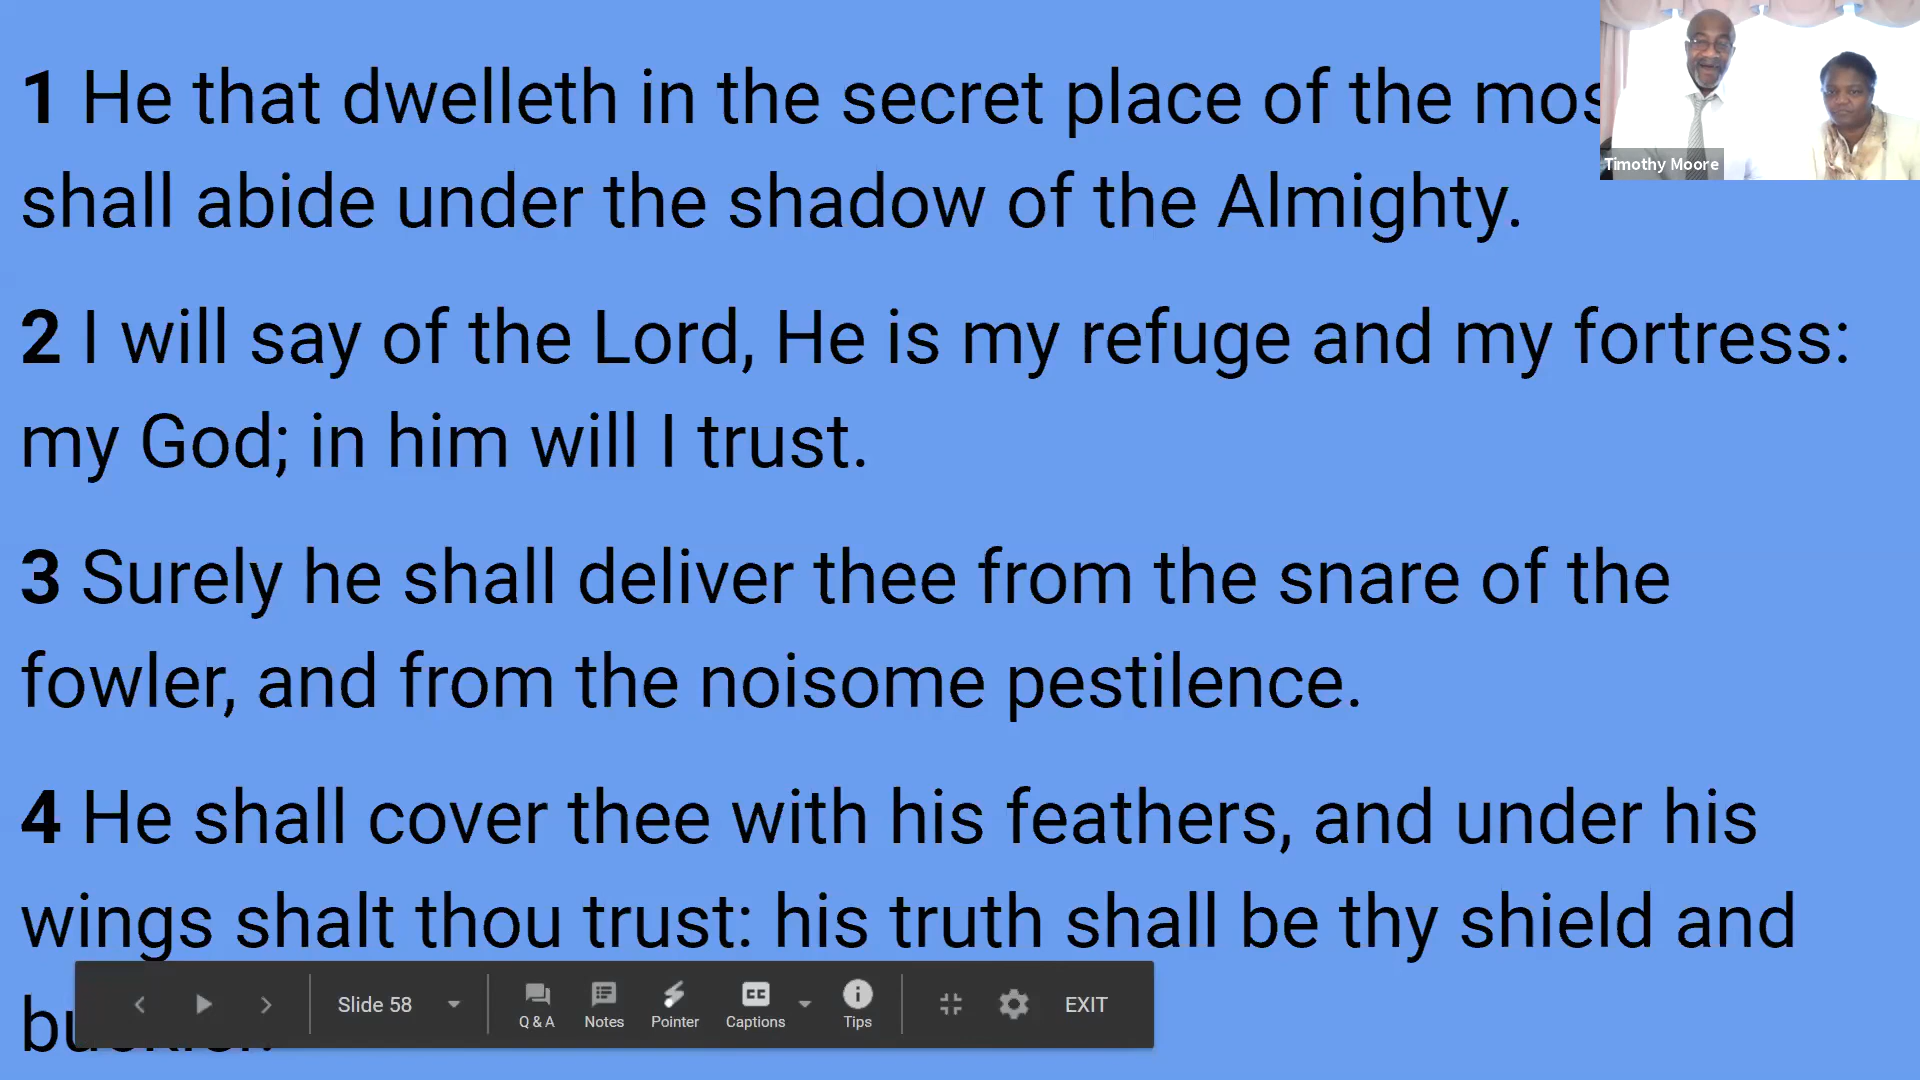 1 He that dwelleth in the secret place of the mos
shall abide under the shadow of the Almighty.
2 I will say of the Lord, He is my refuge and my fortress:
my God; in him will I trust.
3 Surely he shall deliver thee from the snare of the
fowler, and from the noisome pestilence.
4 He shall cover thee with his feathers, and under his
wings shalt thou trust: his truth shall be thy shield and
Timothy Moore
Slide 58
Q & A
Notes
Pointer
CC
Captions
Tips
EXIT